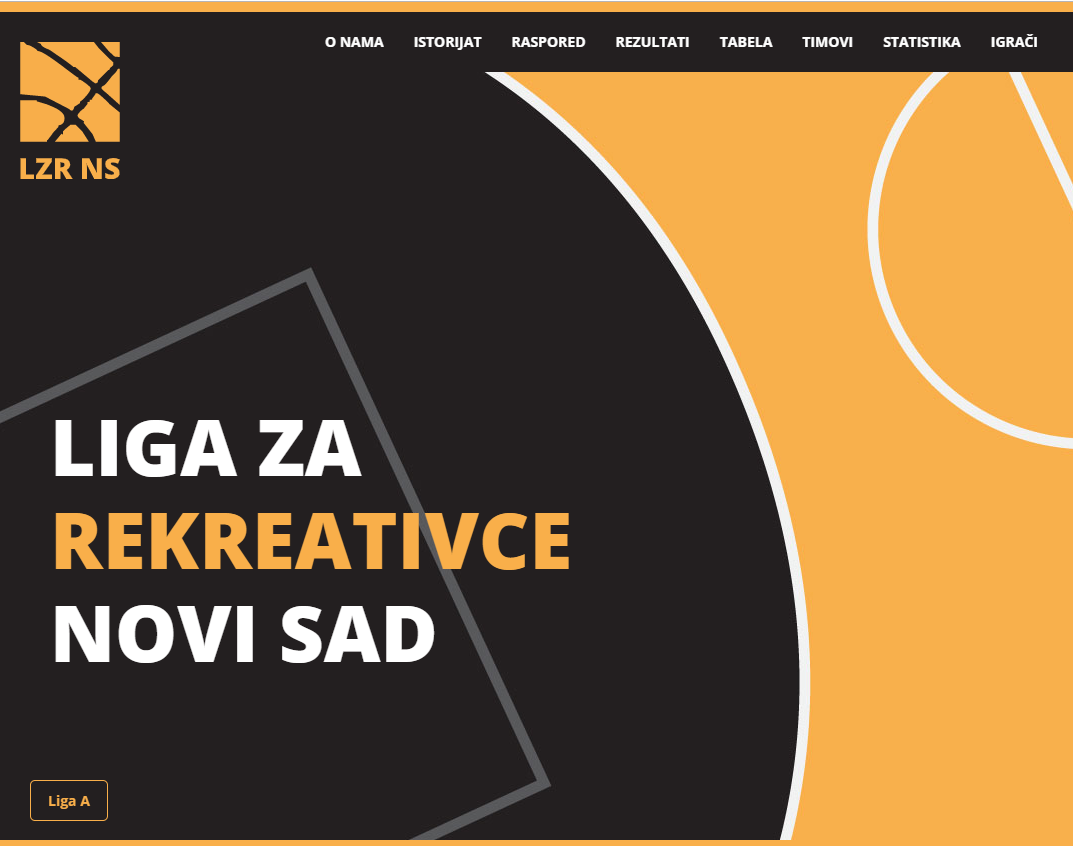 O NAMA ISTORIJAT RASPORED REZULTATI TABELA TIMOVI STATISTIKA IGRAČI
LZR NS
LIGA ZA
REKREATIVCE
NOVI SAD
Liga A